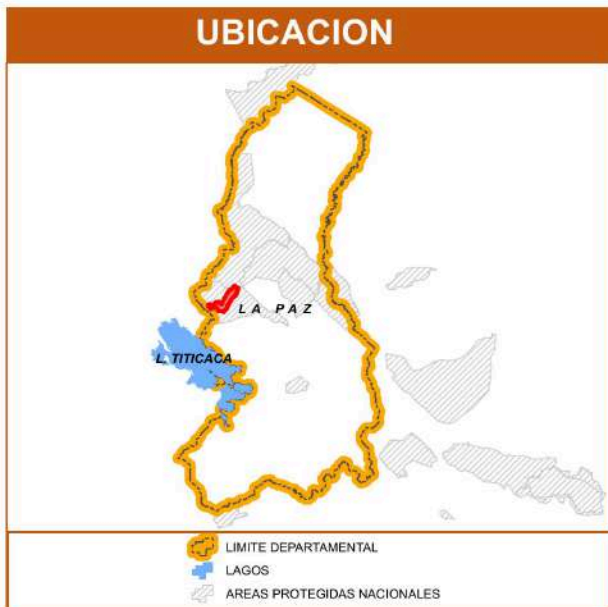 UBICACION
LA PAZ
L. TITICACA
LIMITE DEPARTAMENTAL
LAGOS
AREAS PROTEGIDAS NACIONALES